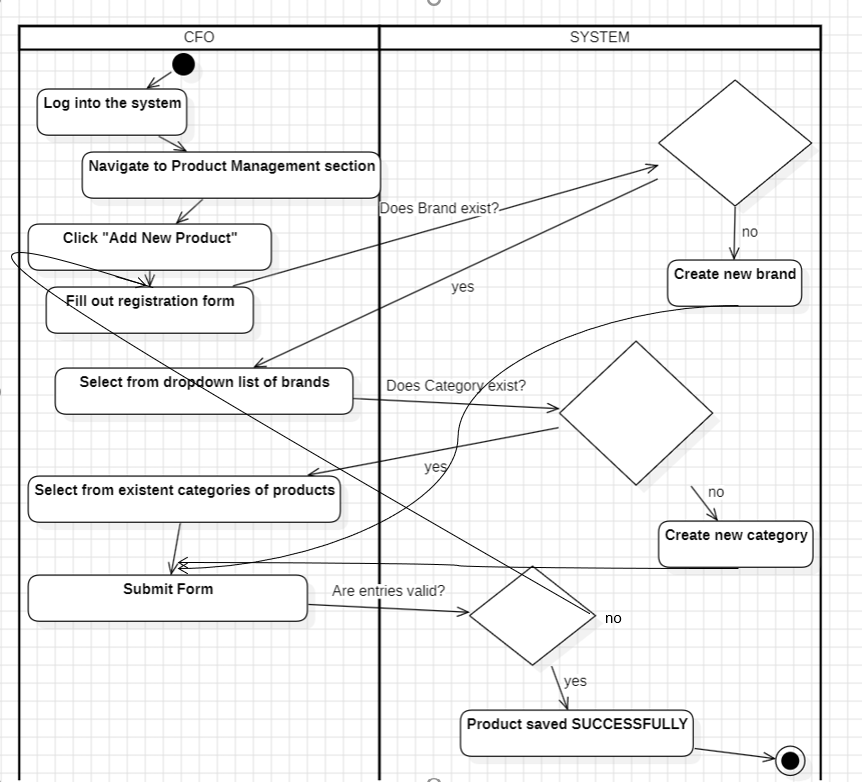 CFO
SYSTEM
Log into the system
Navigate to Product Management section
Does Brand exist?
Click "Add New Product"
no
Create new brand
yes
Fill out registration form
Select from dropdown list of brands
Does Category exist?
yes
Select from existent categories of products
no
Create new category
Submit Form
Are entries valid?
no
yes
Product saved SUCCESSFULLY